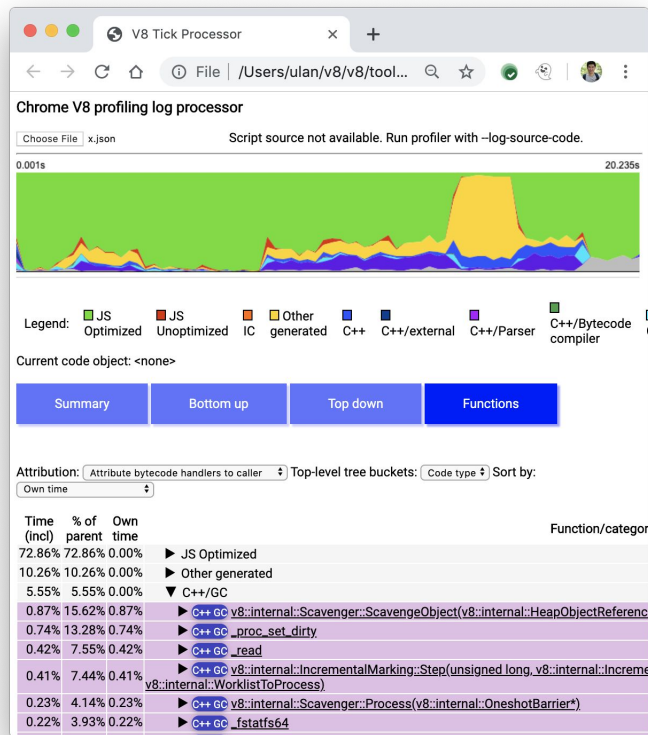 V8 Tick Processor
File | /Users/ulan/v8/v8/tool...
Chrome V8 profiling log processor
Choose File x.json Script source not available. Run profiler with --log-source-code.
0.001s 20.235s
Legend: JS Optimized JS Unoptimized IC Other generated C++ C++/external C++/Parser C++/Bytecode compiler
Current code object: <none>
Summary Bottom up Top down Functions
Attribution: Attribute bytecode handlers to caller Top-level tree buckets: Code type Sort by:
Own time
Time (incl) % of parent Own time Function/categor
72.86% 72.86% 0.00% ▶ JS Optimized
10.26% 10.26% 0.00% ▶ Other generated
5.55% 5.55% 0.00% ▼ C++/GC
0.87% 15.62% 0.87% ▶ C++ GC v8::internal::Scavenger::ScavengeObject(v8::internal::HeapObjectReferenc
0.74% 13.28% 0.74% ▶ C++ GC _proc_set_dirty
0.42% 7.55% 0.42% ▶ C++ GC _read
0.41% 7.44% 0.41% ▶ C++ GC v8::internal::IncrementalMarking::Step(unsigned long, v8::internal::Increme
v8::internal::WorklistToProcess)
0.23% 4.14% 0.23% ▶ C++ GC v8::internal::Scavenger::Process(v8::internal::OneshotBarrier*)
0.22% 3.93% 0.22% ▶ C++ GC _fstatfs64